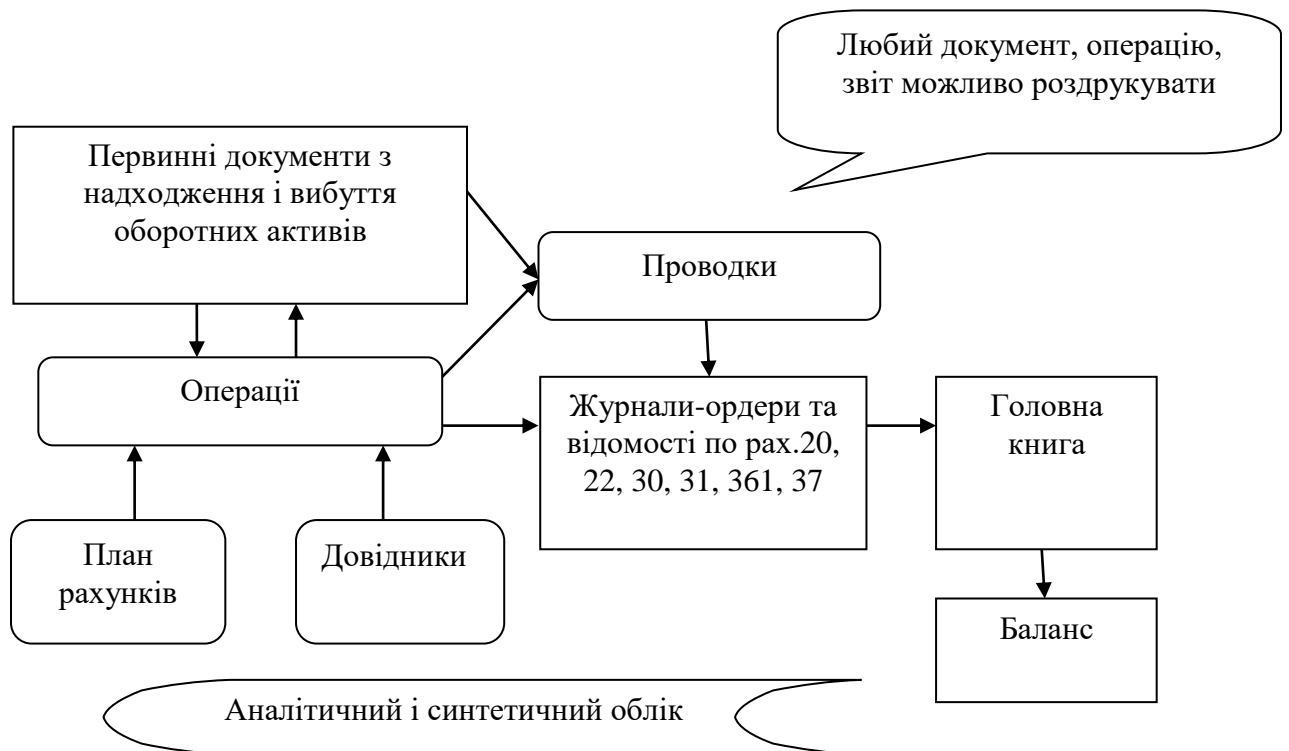 Любий документ, операцію,
звіт можливо роздрукувати
Первинні документи з
надходження і вибуття
оборотних активів
Проводки
Операції
Журнали-ордери та
відомості по рах.20,
22, 30, 31, 361, 37
Головна
книга
План
рахунків
Довідники
Баланс
Аналітичний і синтетичний облік